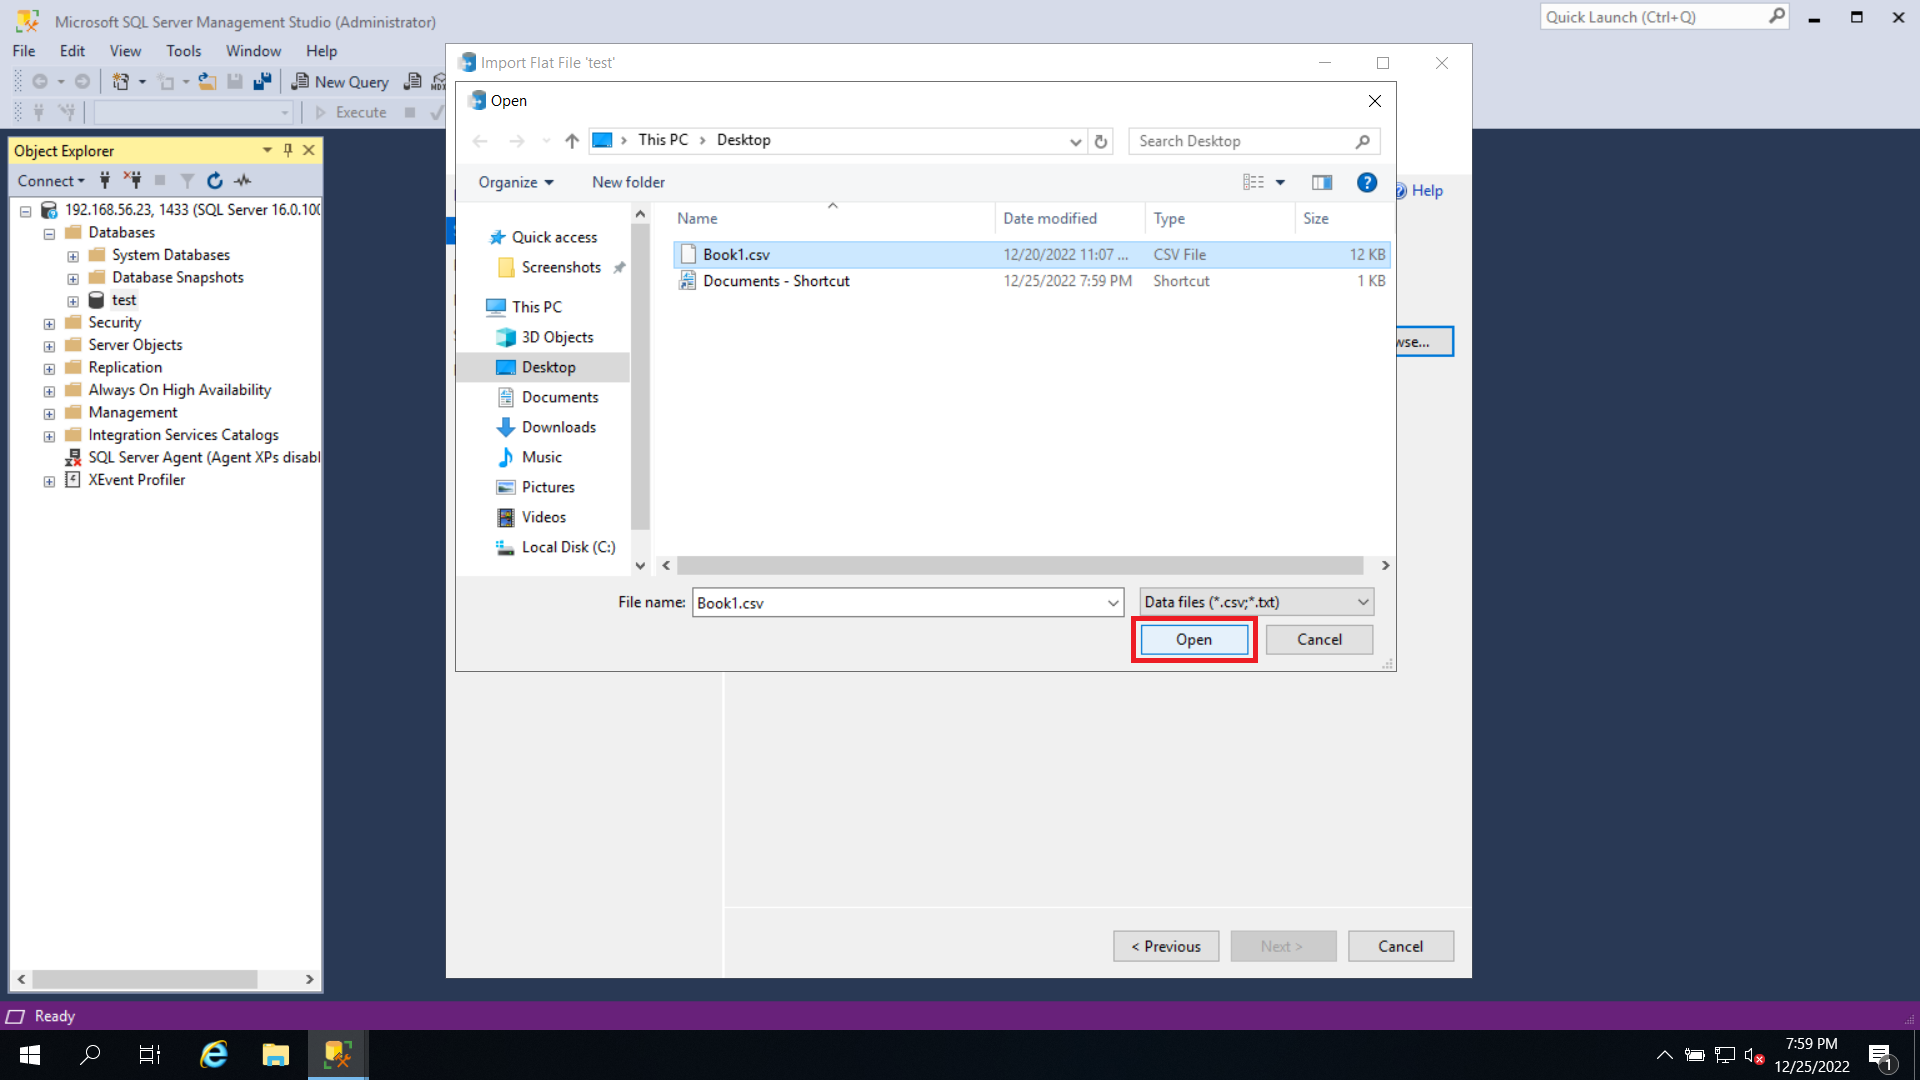 Microsoft SQL Server Management Studio (Administrator)
Quick Launch (Ctrl+Q)
File Edit View Tools Window Help
New Query
Execute
Import Flat File 'test'
Open
This PC > Desktop
Search Desktop
Organize
New folder
Help
Name
Date modified
Type
Size
Book1.csv 12/20/2022 11:07 ... CSV File 12 KB
Documents - Shortcut 12/25/2022 7:59 PM Shortcut 1 KB
Quick access
Screenshots
This PC
3D Objects
Desktop
Documents
Downloads
Music
Pictures
Videos
Local Disk (C:)
wse...
File name: Book1.csv
Data files (*.csv;*.txt)
Open
Cancel
< Previous
Next >
Cancel
Object Explorer
Connect
192.168.56.23, 1433 (SQL Server 16.0.100
Databases
System Databases
Database Snapshots
test
Security
Server Objects
Replication
Always On High Availability
Management
Integration Services Catalogs
SQL Server Agent (Agent XPs disabl
XEvent Profiler
Ready
7:59 PM
12/25/2022
1